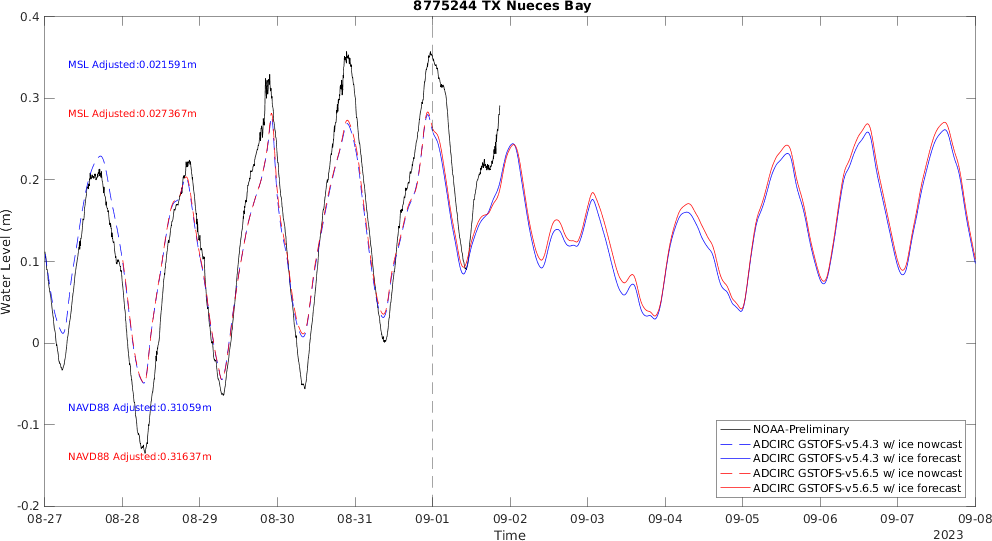 8775244 TX Nueces Bay
0.4
0.3
0.2
0.1
0
-0.1
-0.2
Water Level (m)
MSL Adjusted:0.021591m
MSL Adjusted:0.027367m
NAVD88 Adjusted:0.31059m
NAVD88 Adjusted:0.31637m
NOAA-Preliminary
ADCIRC GSTOFS-v5.4.3 w/ ice nowcast
ADCIRC GSTOFS-v5.4.3 w/ ice forecast
ADCIRC GSTOFS-v5.6.5 w/ ice nowcast
ADCIRC GSTOFS-v5.6.5 w/ ice forecast
08-27 08-28 08-29 08-30 08-31 09-01 09-02 09-03 09-04 09-05 09-06 09-07 09-08
Time
2023